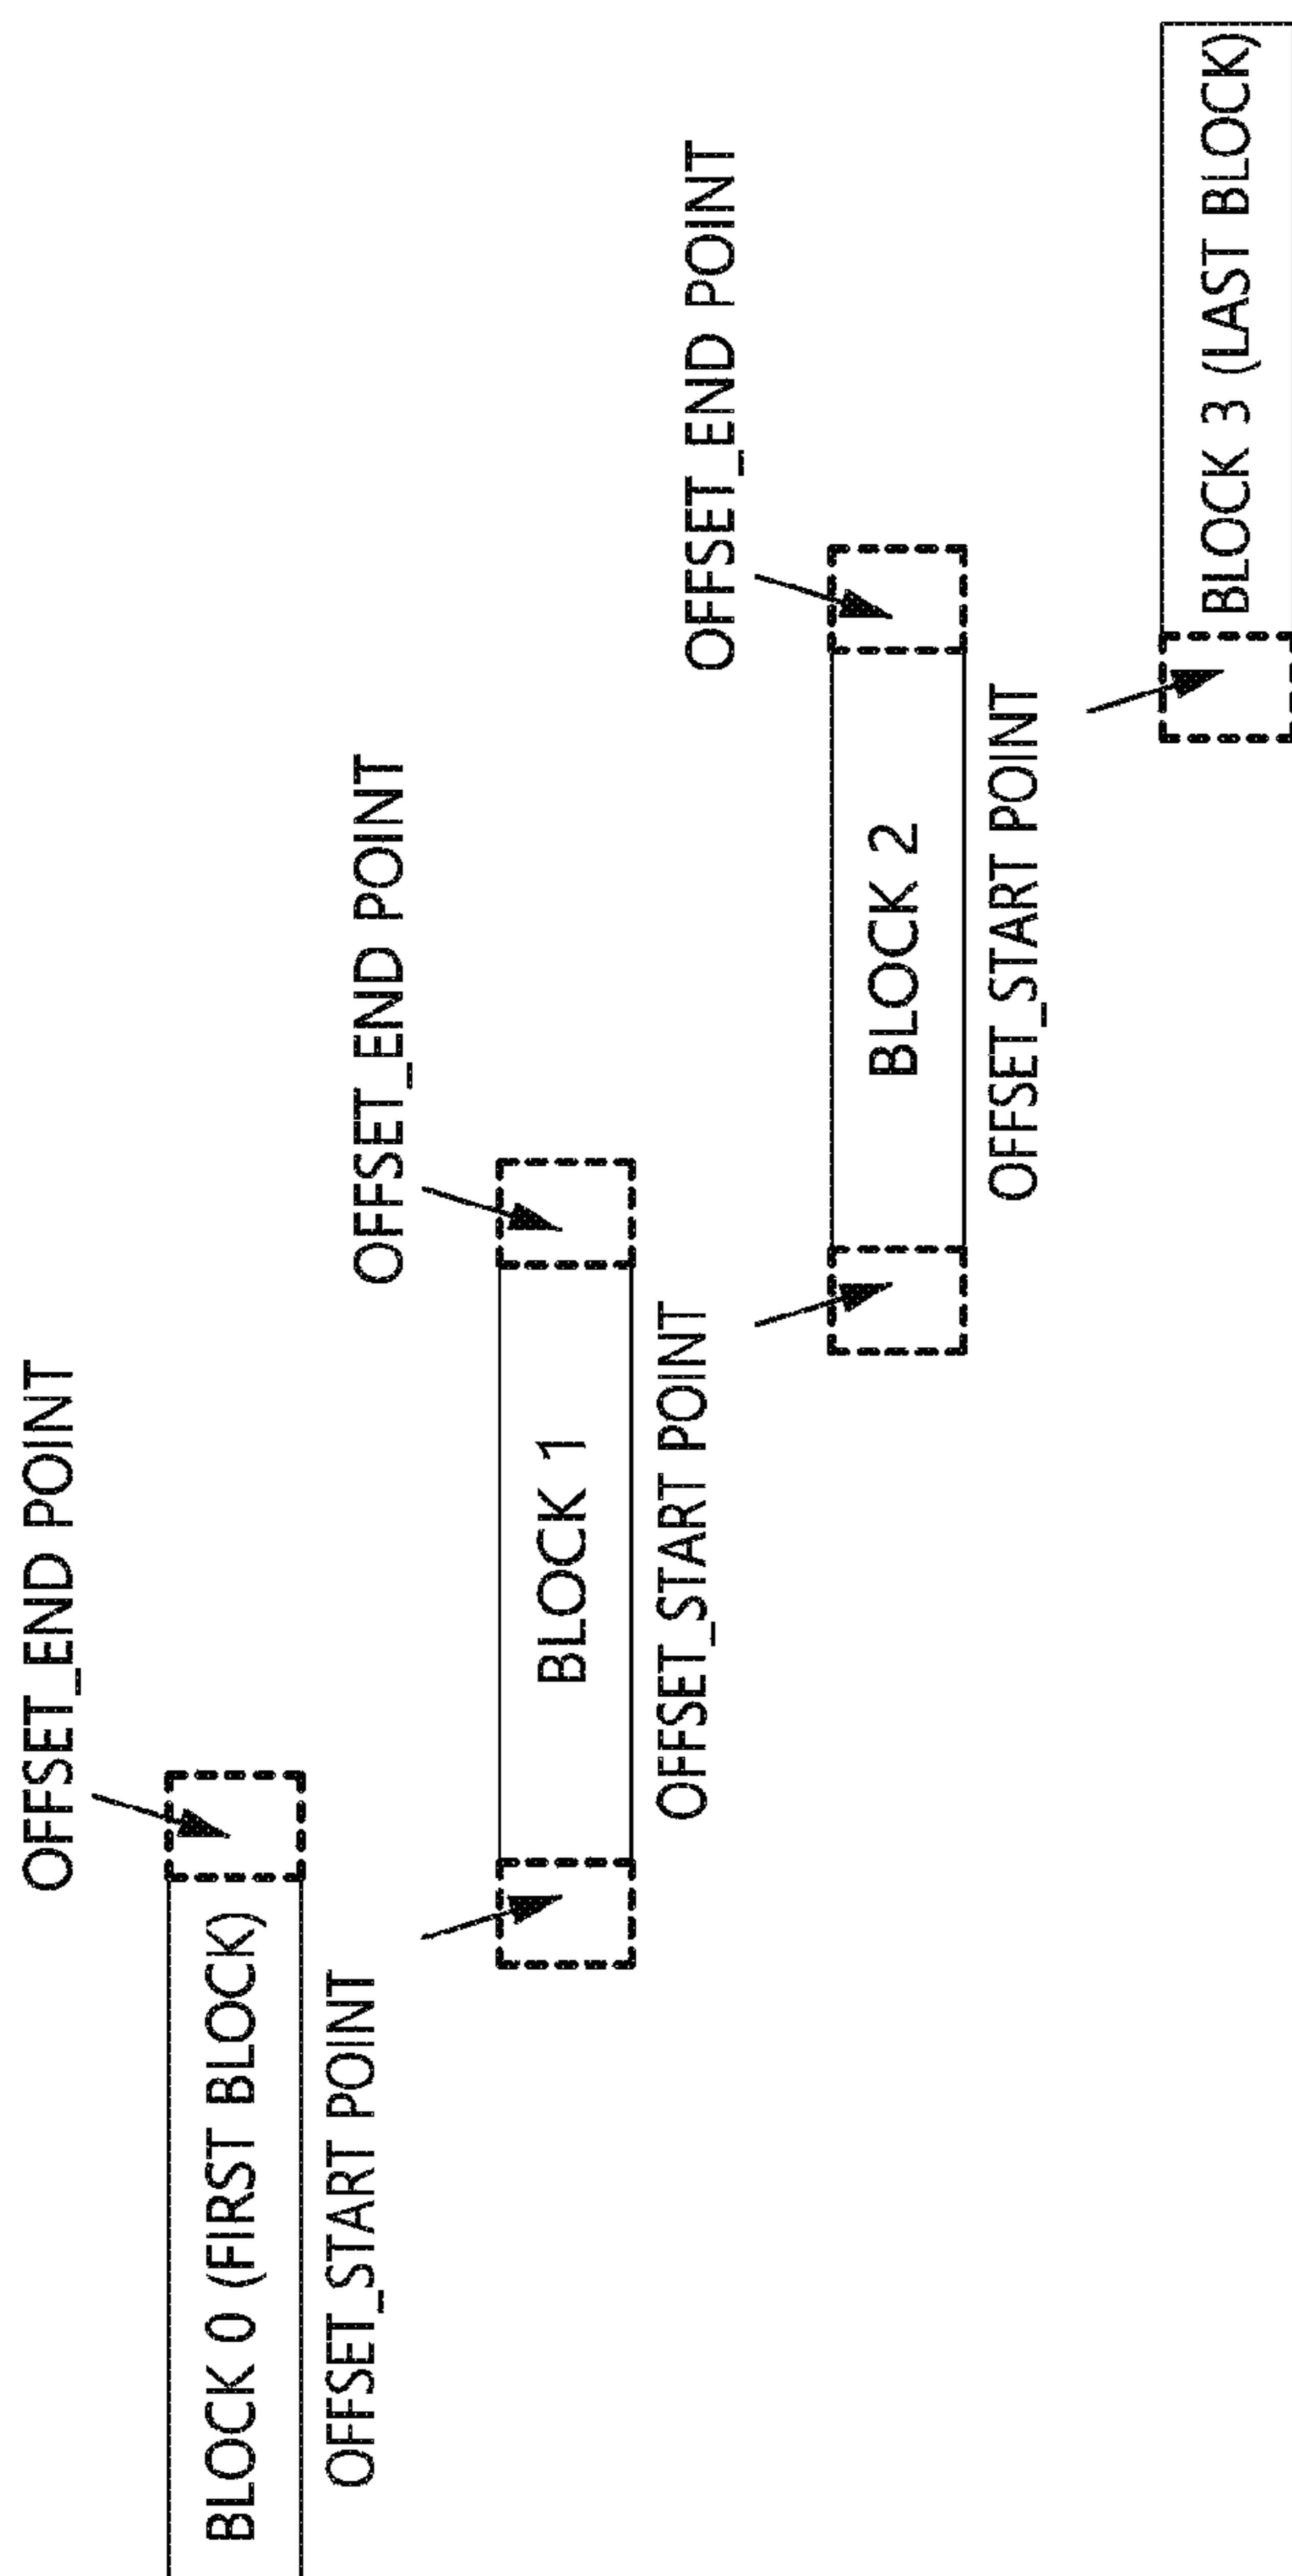 OFFSET_END POINT
BLOCK 0 (FIRST BLOCK)
OFFSET_START POINT
OFFSET_END POINT
BLOCK 1
OFFSET_START POINT
OFFSET_END POINT
BLOCK 2
OFFSET_START POINT
BLOCK 3 (LAST BLOCK)